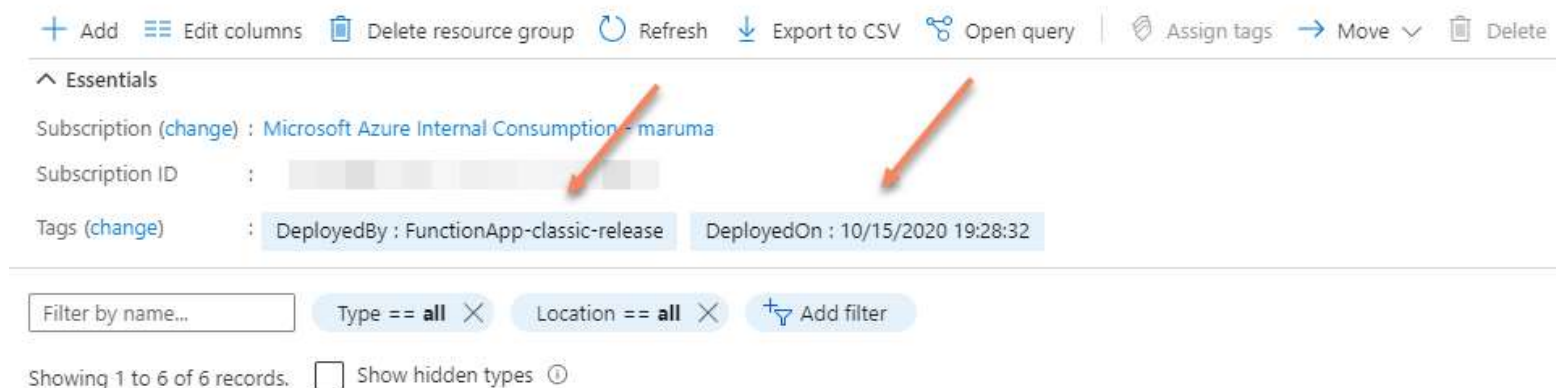 Add Edit columns Delete resource group Refresh Export to CSV Open query Assign tags Move Delete
Essentials
Subscription (change) : Microsoft Azure Internal Consumption - maruma
Subscription ID :
Tags (change) : DeployedBy : FunctionApp-classic-release DeployedOn : 10/15/2020 19:28:32
Filter by name... Type == all Location == all Add filter
Showing 1 to 6 of 6 records. Show hidden types